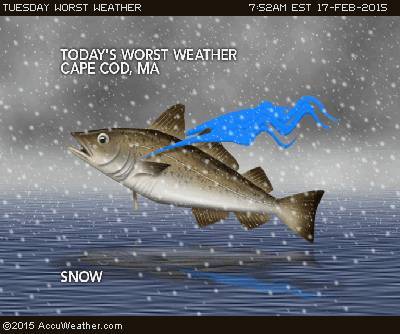 TUESDAY WORST WEATHER 7:52AM EST 17-FEB-2015
TODAY'S WORST WEATHER
CAPE COD, MA
SNOW
©2015 AccuWeather.com